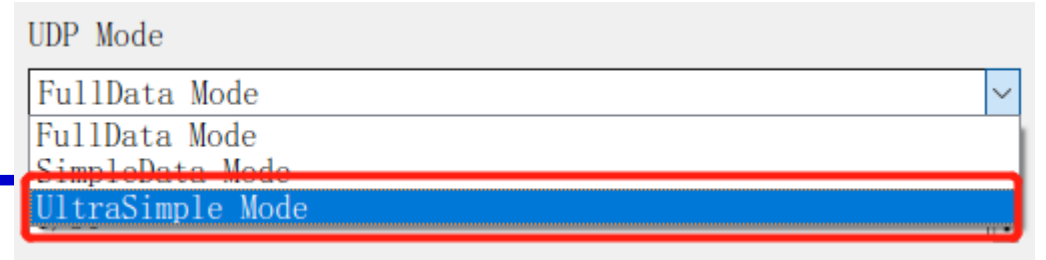 UDP Mode
FullData Mode
FullData Mode
SimpleData Mode
UltraSimple Mode